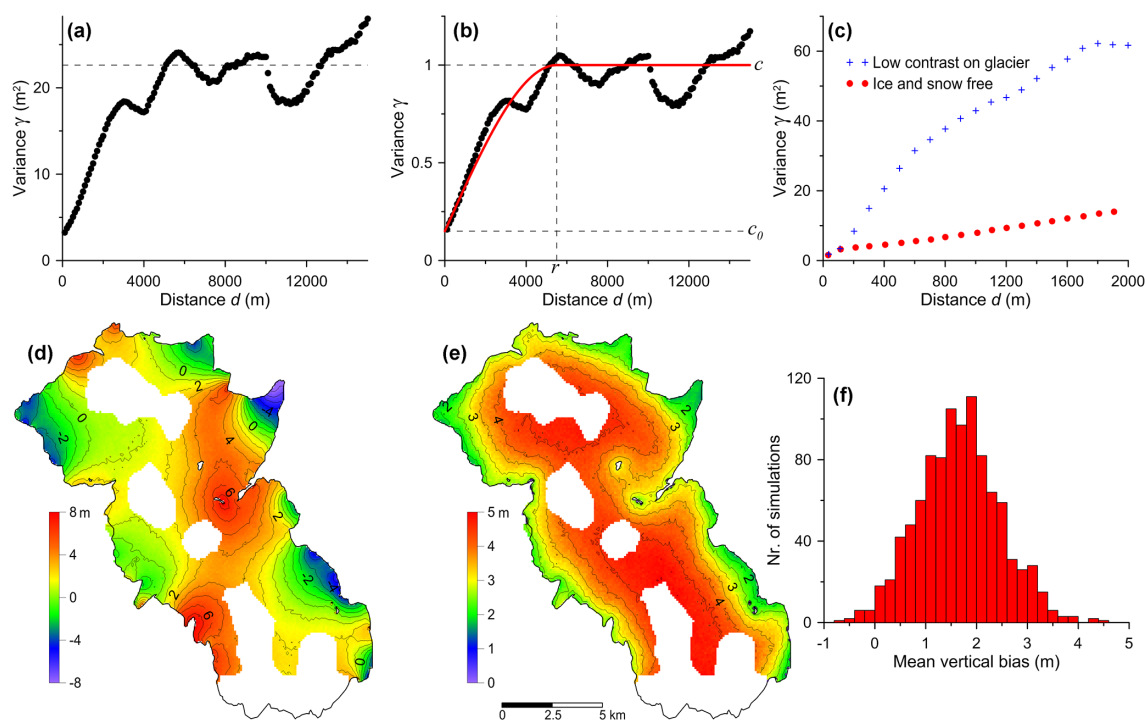 (a)
Variance γ (m²)
20
10
0
0 4000 8000 12000
Distance d (m)
(b)
Variance γ
1
0.5
0
c
c₀
r
0 4000 8000 12000
Distance d (m)
(c)
Variance γ (m²)
60
40
20
0
Low contrast on glacier
Ice and snow free
0 400 800 1200 1600 2000
Distance d (m)
(d)
0
2
0
-2
4
-4
0
6
2
-2
-4
2
6
0
8 m
4
0
-4
-8
(e)
2
3
4
2
3
2
3
4
5 m
4
3
2
1
0
0 2.5 5 km
(f)
Nr. of simulations
120
80
40
0
-1 0 1 2 3 4 5
Mean vertical bias (m)